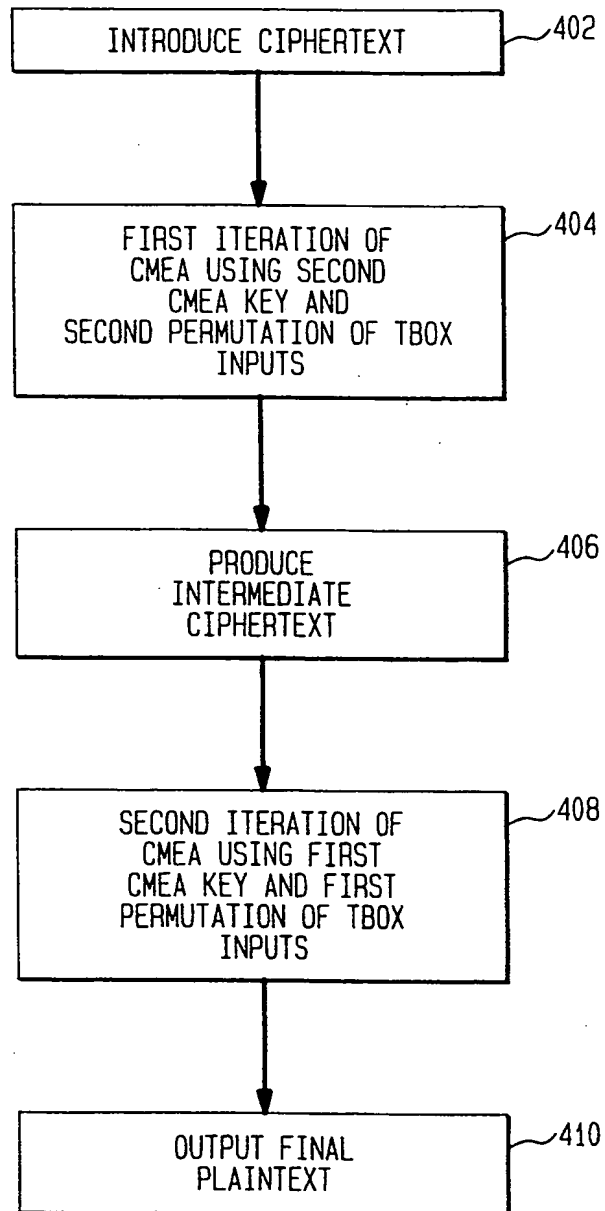 INTRODUCE CIPHERTEXT
402
FIRST ITERATION OF
CMEA USING SECOND
CMEA KEY AND
SECOND PERMUTATION OF TBOX
INPUTS
404
PRODUCE
INTERMEDIATE
CIPHERTEXT
406
SECOND ITERATION OF
CMEA USING FIRST
CMEA KEY AND FIRST
PERMUTATION OF TBOX
INPUTS
408
OUTPUT FINAL
PLAINTEXT
410